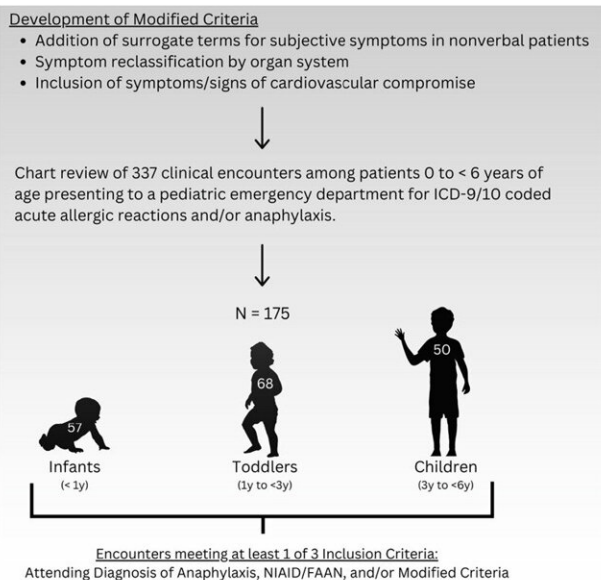 Development of Modified Criteria
• Addition of surrogate terms for subjective symptoms in nonverbal patients
• Symptom reclassification by organ system
• Inclusion of symptoms/signs of cardiovascular compromise
Chart review of 337 clinical encounters among patients 0 to < 6 years of
age presenting to a pediatric emergency department for ICD-9/10 coded
acute allergic reactions and/or anaphylaxis.
N = 175
57
68
50
Infants
(< 1y)
Toddlers
(1y to <3y)
Children
(3y to <6y)
Encounters meeting at least 1 of 3 Inclusion Criteria:
Attending Diagnosis of Anaphylaxis, NIAID/FAAN, and/or Modified Criteria